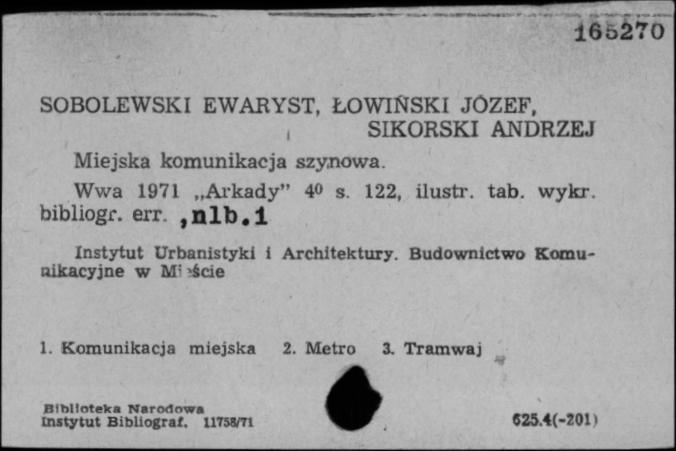 165270
SOBOLEWSKI EWARYST, ŁOWIŃSKI JÓZEF,
SIKORSKI ANDRZEJ
Miejska komunikacja szynowa.
Wwa 1971 „Arkady” 4⁰ s. 122, ilustr. tab. wykr.
bibliogr. err. ,nlb.1
Instytut Urbanistyki i Architektury. Budownictwo Komu-
nikacyjne w Mieście
1. Komunikacja miejska 2. Metro 3. Tramwaj
Biblioteka Narodowa
Instytut Bibliograf. 11758/71
625.4(-201)